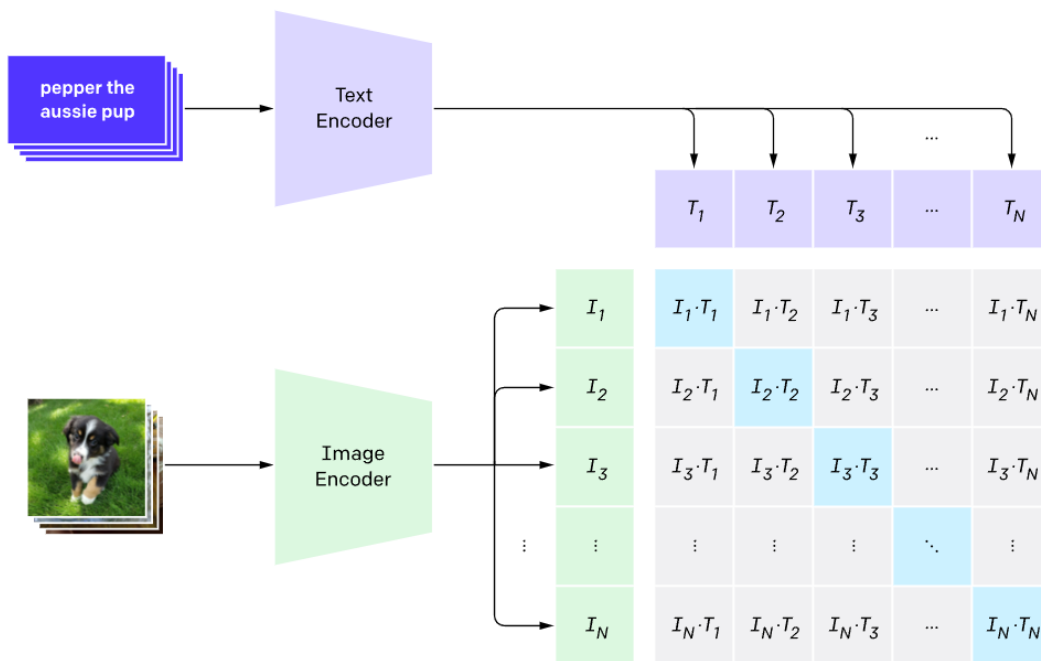 pepper the
aussie pup
Text
Encoder
...
T1 T2 T3 ... TN
I1 I1·T1 I1·T2 I1·T3 ... I1·TN
I2 I2·T1 I2·T2 I2·T3 ... I2·TN
Image
Encoder
I3 I3·T1 I3·T2 I3·T3 ... I3·TN
⋮ ⋮ ⋮ ⋮ ⋮ ⋱ ⋮
IN IN·T1 IN·T2 IN·T3 ... IN·TN